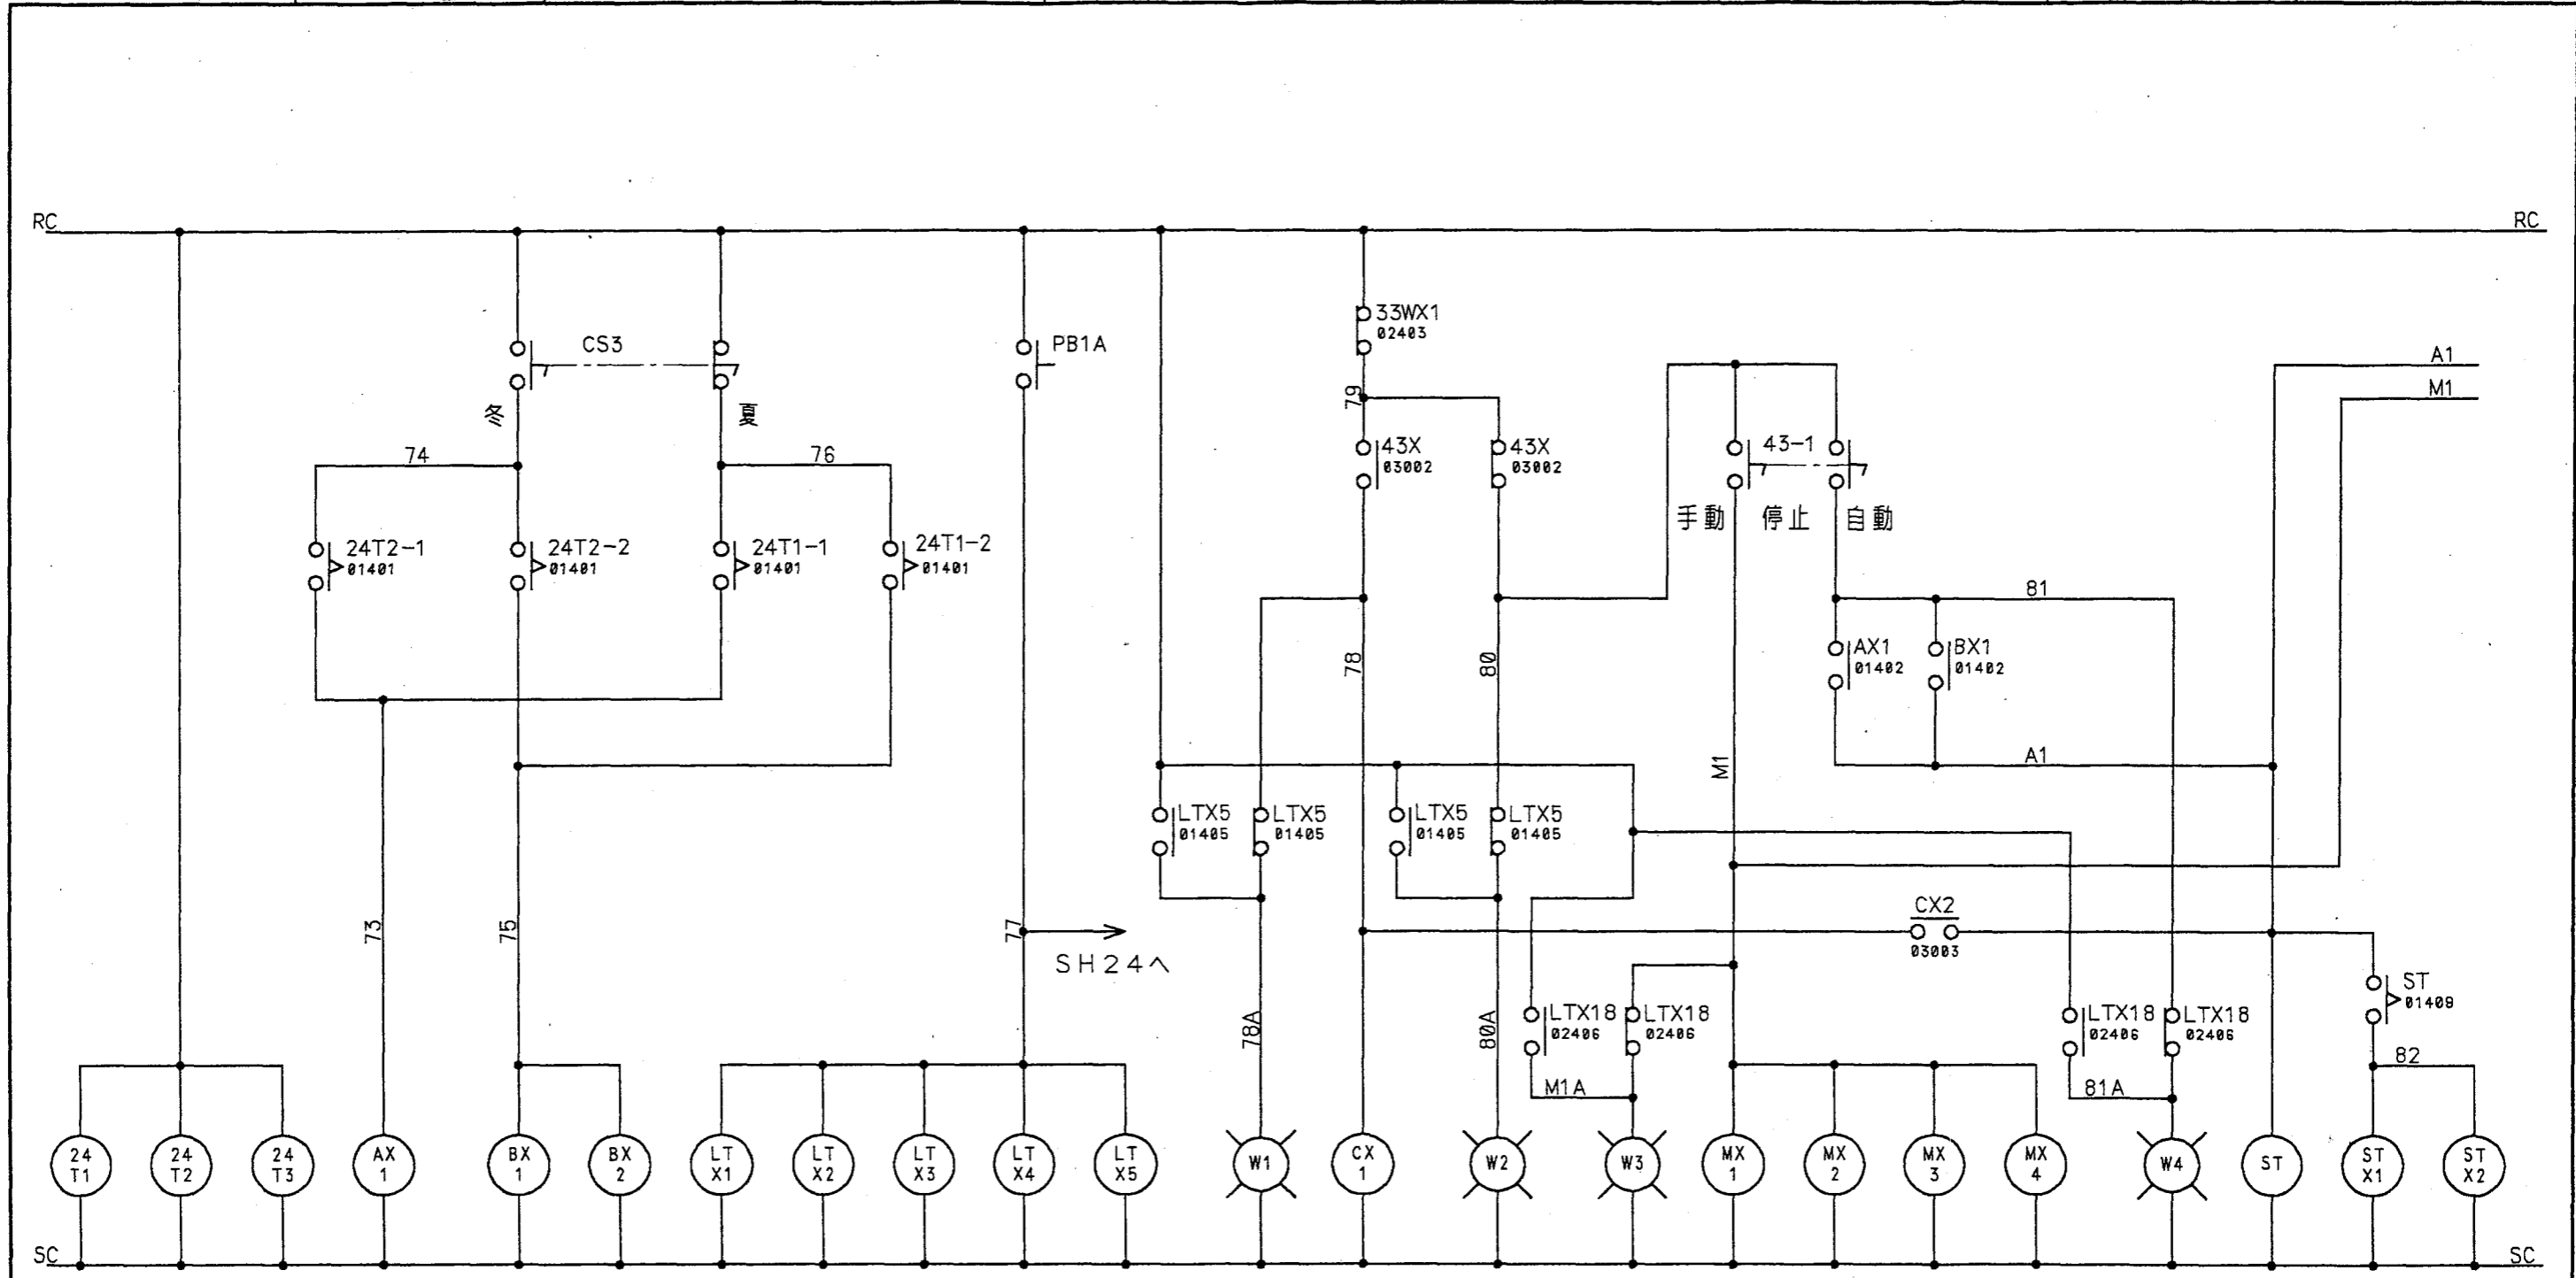 RC
RC
33WX1
02403
CS3
PB1A
A1
M1
79
冬
夏
74
76
43X
03002
43X
03002
43-1
手動
停止
自動
24T2-1
01401
24T2-2
01401
24T1-1
01401
24T1-2
01401
81
78
80
AX1
01402
BX1
01402
M1
A1
LTX5
01405
LTX5
01405
LTX5
01405
LTX5
01405
73
75
77
SH24へ
CX2
03003
ST
01409
78A
80A
LTX18
02406
LTX18
02406
LTX18
02406
LTX18
02406
82
M1A
81A
24
T1
24
T2
24
T3
AX
1
BX
1
BX
2
LT
X1
LT
X2
LT
X3
LT
X4
LT
X5
W1
CX
1
W2
W3
MX
1
MX
2
MX
3
MX
4
W4
ST
ST
X1
ST
X2
SC
SC